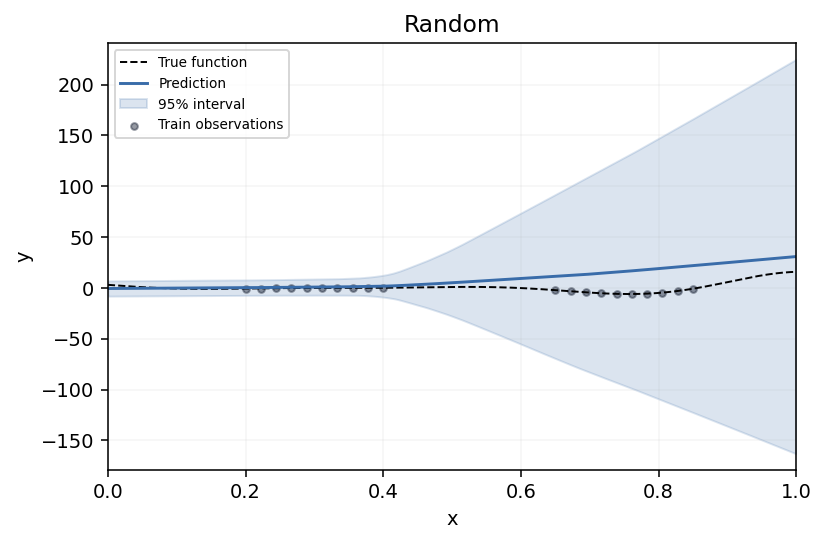 Random
True function
Prediction
95% interval
Train observations
200
150
100
50
0
−50
−100
−150
y
0.0 0.2 0.4 0.6 0.8 1.0
x